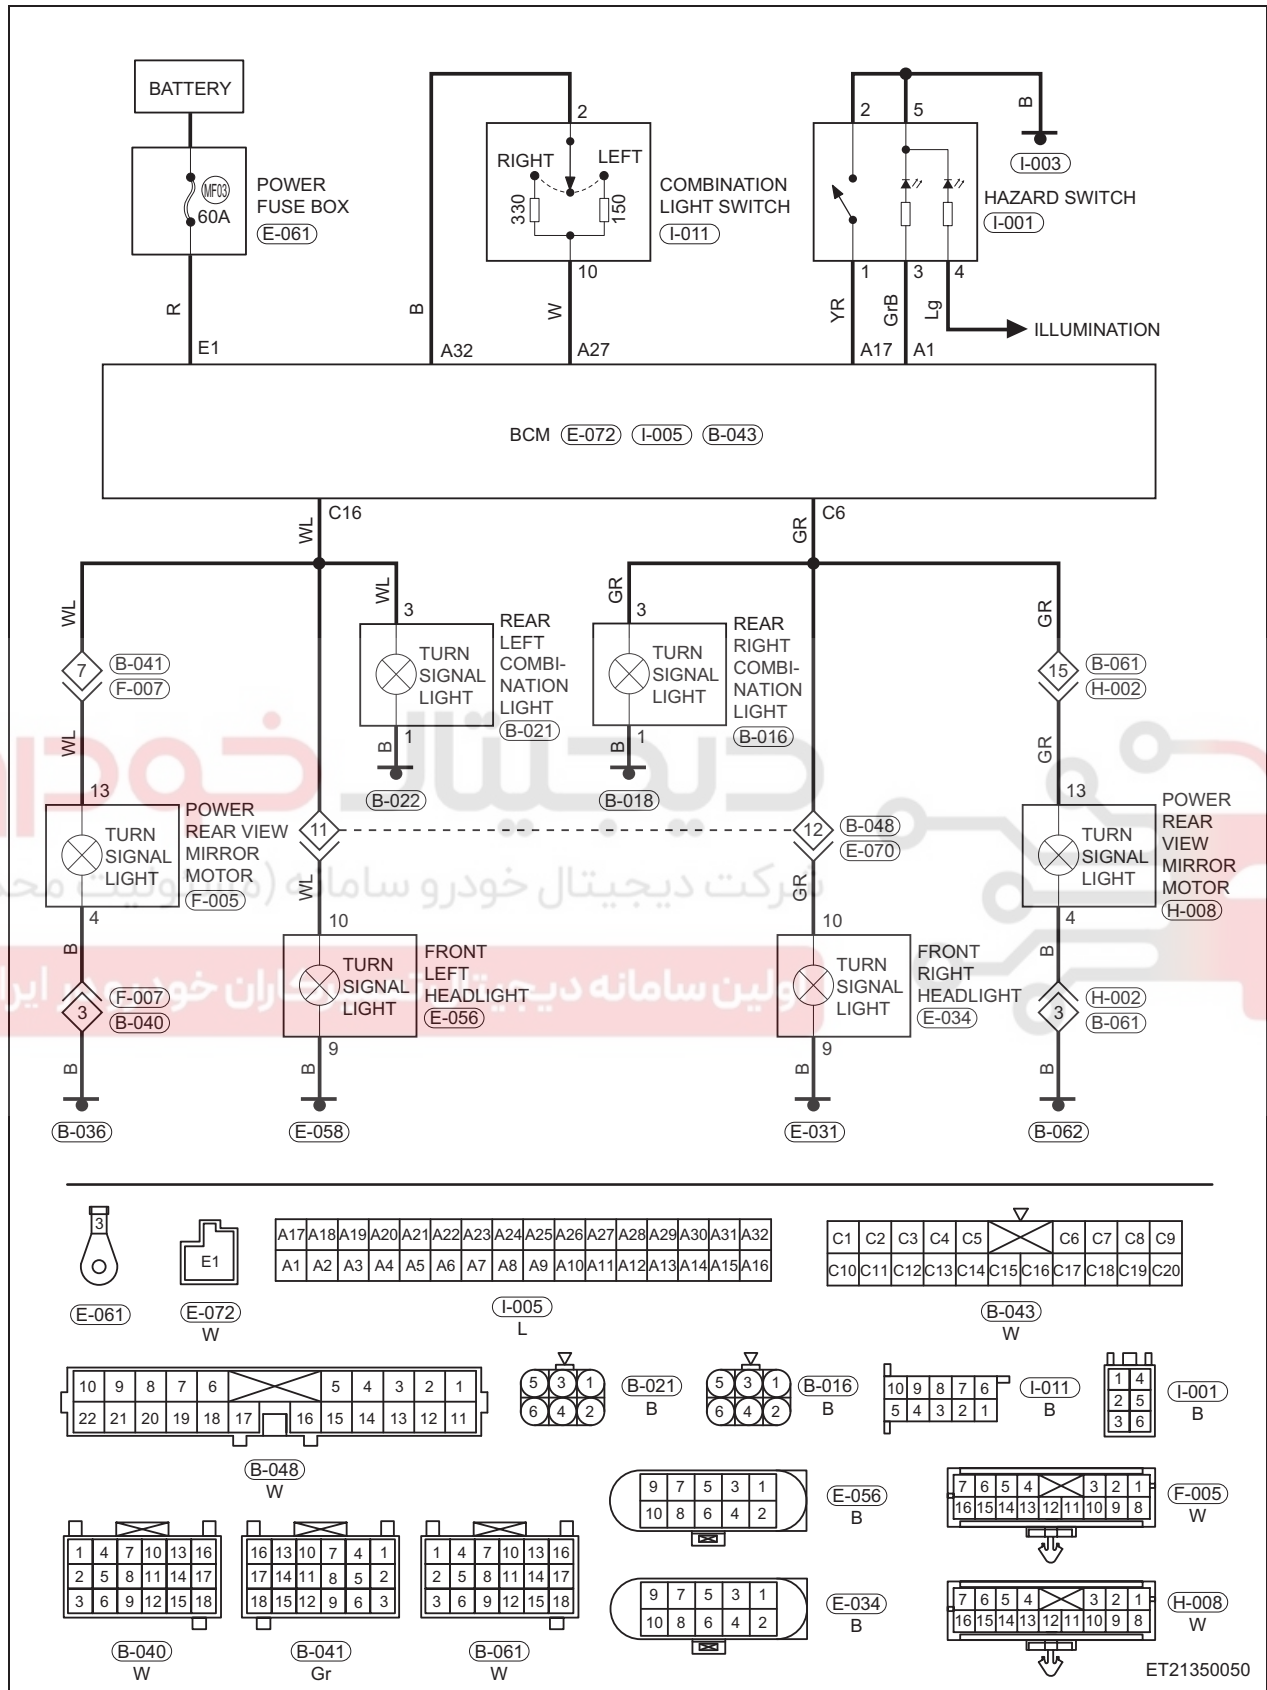 BATTERY
MF03
60A
POWER
FUSE BOX
E-061
R
E1
B
A32
2
RIGHT
LEFT
330
150
10
W
A27
COMBINATION
LIGHT SWITCH
I-011
2
5
B
I-003
HAZARD SWITCH
I-001
1
3
4
YR
GrB
Lg
ILLUMINATION
A17
A1
BCM E-072 I-005 B-043
C16
C6
WL
GR
WL
WL
GR
GR
3
3
TURN
SIGNAL
LIGHT
REAR
LEFT
COMBI-
NATION
LIGHT
B-021
TURN
SIGNAL
LIGHT
REAR
RIGHT
COMBI-
NATION
LIGHT
B-016
7
B-041
F-007
15
B-061
H-002
WL
B
1
B
1
GR
B-022
B-018
13
13
TURN
SIGNAL
LIGHT
POWER
REAR VIEW
MIRROR
MOTOR
F-005
11
12
B-048
E-070
TURN
SIGNAL
LIGHT
POWER
REAR
VIEW
MIRROR
MOTOR
H-008
WL
GR
4
10
10
4
B
B
TURN
SIGNAL
LIGHT
FRONT
LEFT
HEADLIGHT
E-056
TURN
SIGNAL
LIGHT
FRONT
RIGHT
HEADLIGHT
E-034
F-007
3
B-040
H-002
3
B-061
9
9
B
B
B
B
B-036
E-058
E-031
B-062
دیجیتال خودرو
شرکت دیجیتال خودرو سامانه
اولین سامانه دیجیتال
3
E-061
E1
E-072
W
A17 A18 A19 A20 A21 A22 A23 A24 A25 A26 A27 A28 A29 A30 A31 A32
A1 A2 A3 A4 A5 A6 A7 A8 A9 A10 A11 A12 A13 A14 A15 A16
I-005
L
C1 C2 C3 C4 C5 C6 C7 C8 C9
C10 C11 C12 C13 C14 C15 C16 C17 C18 C19 C20
B-043
W
10 9 8 7 6 5 4 3 2 1
22 21 20 19 18 17 16 15 14 13 12 11
B-048
W
5 3 1
6 4 2
B-021
B
5 3 1
6 4 2
B-016
B
10 9 8 7 6
5 4 3 2 1
I-011
B
1 4
2 5
3 6
I-001
B
9 7 5 3 1
10 8 6 4 2
E-056
B
7 6 5 4 3 2 1
16 15 14 13 12 11 10 9 8
F-005
W
1 4 7 10 13 16
2 5 8 11 14 17
3 6 9 12 15 18
B-040
W
16 13 10 7 4 1
17 14 11 8 5 2
18 15 12 9 6 3
B-041
Gr
1 4 7 10 13 16
2 5 8 11 14 17
3 6 9 12 15 18
B-061
W
9 7 5 3 1
10 8 6 4 2
E-034
B
7 6 5 4 3 2 1
16 15 14 13 12 11 10 9 8
H-008
W
ET21350050